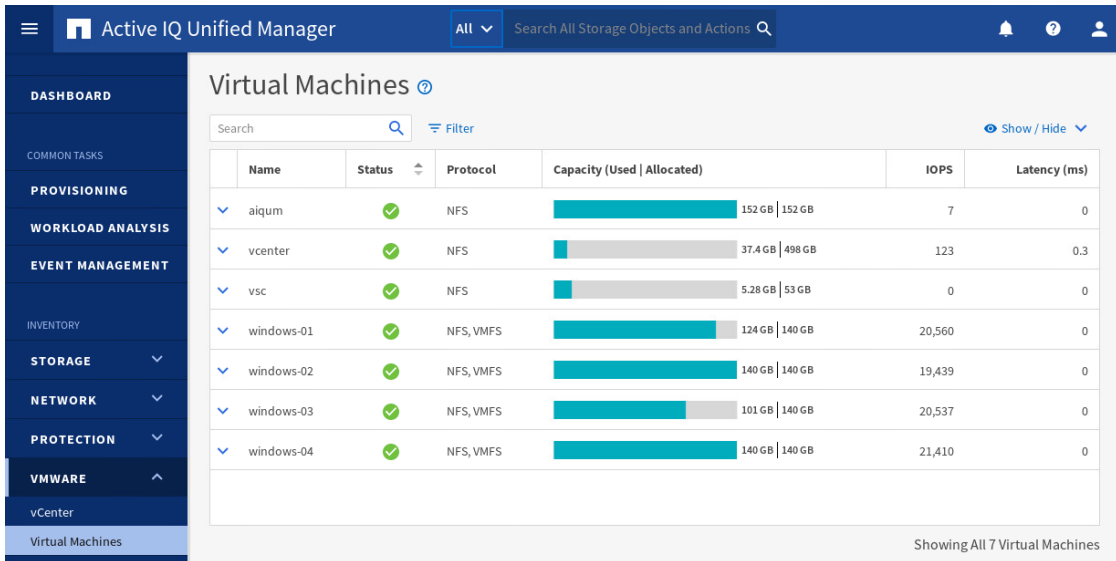 Active IQ Unified Manager
All
Search All Storage Objects and Actions
DASHBOARD
COMMON TASKS
PROVISIONING
WORKLOAD ANALYSIS
EVENT MANAGEMENT
INVENTORY
STORAGE
NETWORK
PROTECTION
VMWARE
vCenter
Virtual Machines
Virtual Machines
Search
Filter
Show / Hide
Name Status Protocol Capacity (Used | Allocated) IOPS Latency (ms)
aiqum NFS 152 GB | 152 GB 7 0
vcenter NFS 37.4 GB | 498 GB 123 0.3
vsc NFS 5.28 GB | 53 GB 0 0
windows-01 NFS, VMFS 124 GB | 140 GB 20,560 0
windows-02 NFS, VMFS 140 GB | 140 GB 19,439 0
windows-03 NFS, VMFS 101 GB | 140 GB 20,537 0
windows-04 NFS, VMFS 140 GB | 140 GB 21,410 0
Showing All 7 Virtual Machines